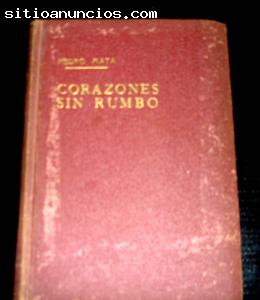 sitioanuncios.com
PEDRO MATA
CORAZONES
SIN RUMBO